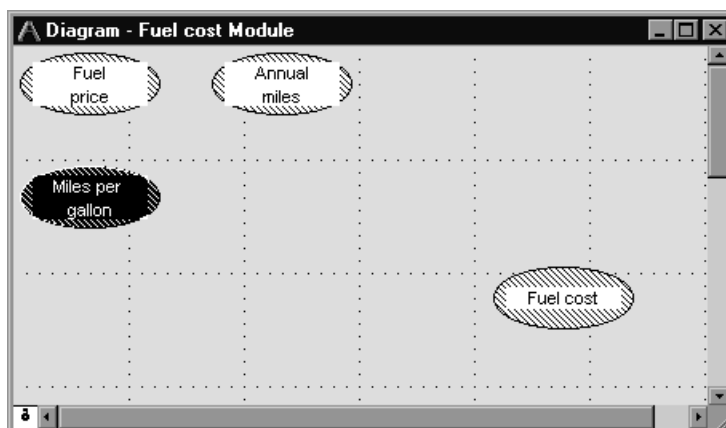 Diagram - Fuel cost Module
Fuel
price
Annual
miles
Miles per
gallon
Fuel cost